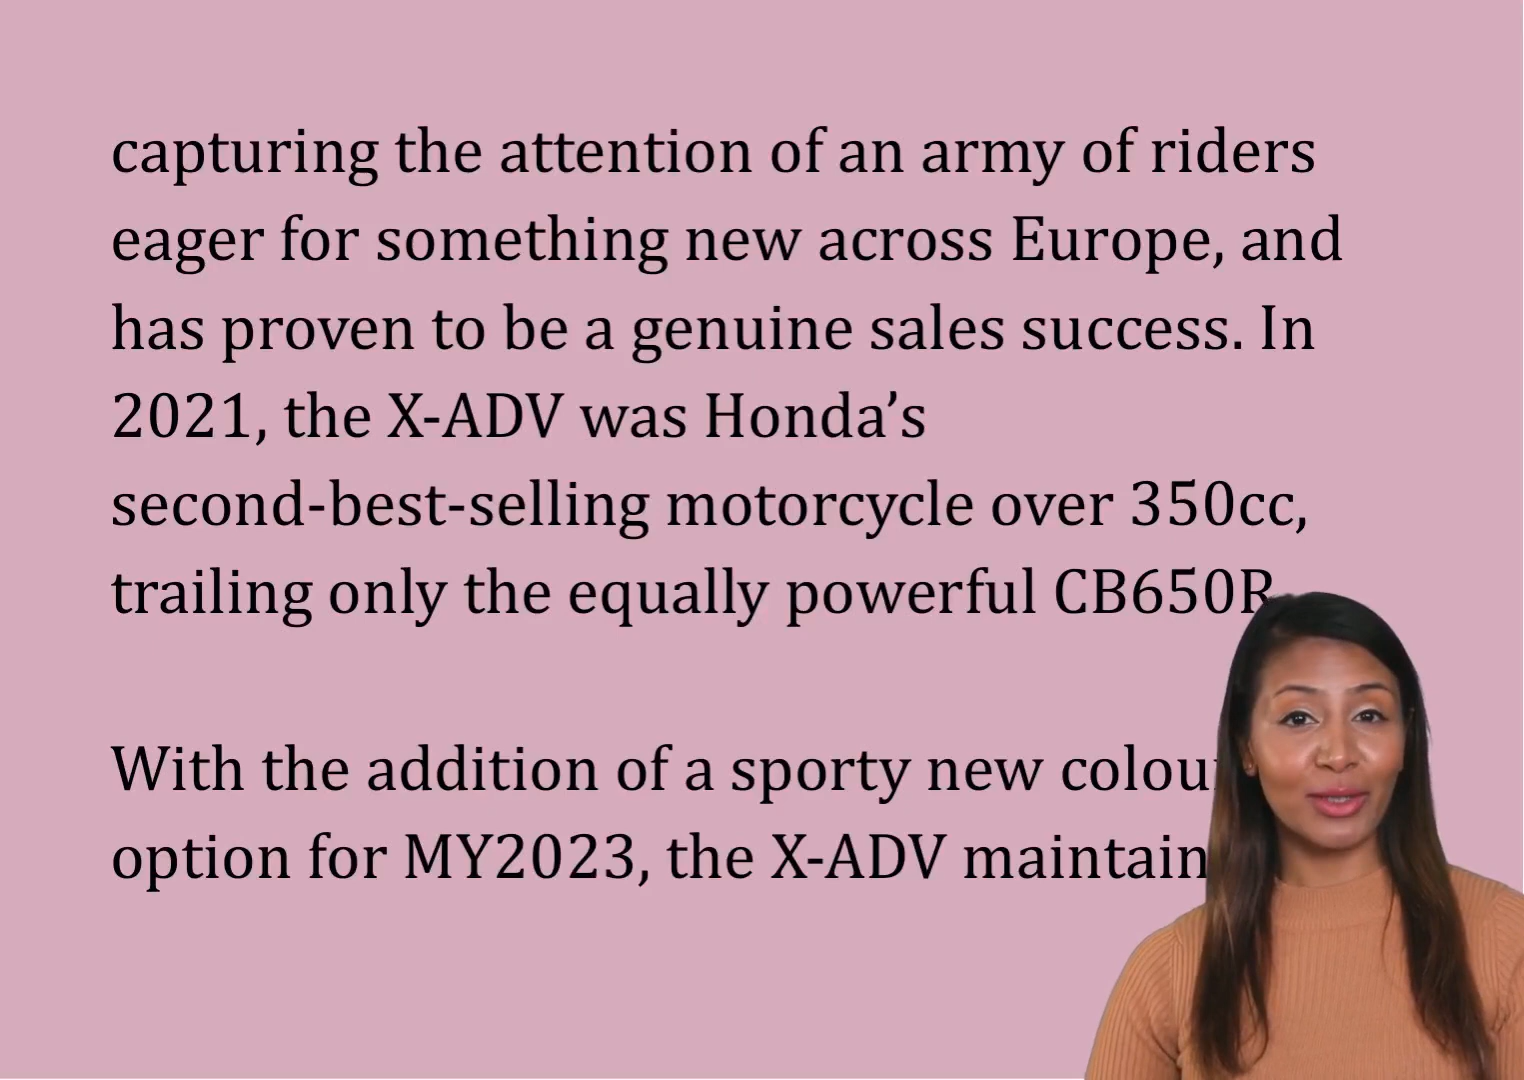 capturing the attention of an army of riders
eager for something new across Europe, and
has proven to be a genuine sales success. In
2021, the X-ADV was Honda’s
second-best-selling motorcycle over 350cc,
trailing only the equally powerful CB650R
With the addition of a sporty new colour
option for MY2023, the X-ADV maintain